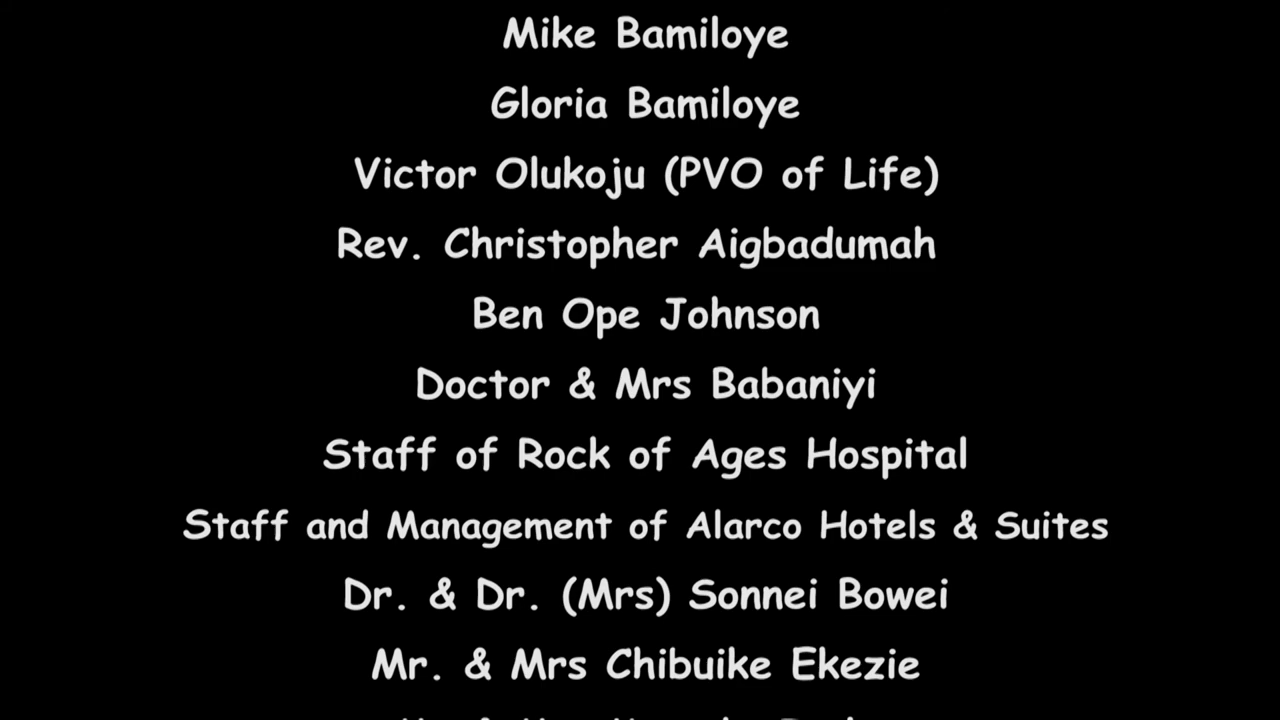 Mike Bamiloye
Gloria Bamiloye
Victor Olukoju (PVO of Life)
Rev. Christopher Aigbadumah
Ben Ope Johnson
Doctor & Mrs Babaniyi
Staff of Rock of Ages Hospital
Staff and Management of Alarco Hotels & Suites
Dr. & Dr. (Mrs) Sonnei Bowei
Mr. & Mrs Chibuike Ekezie